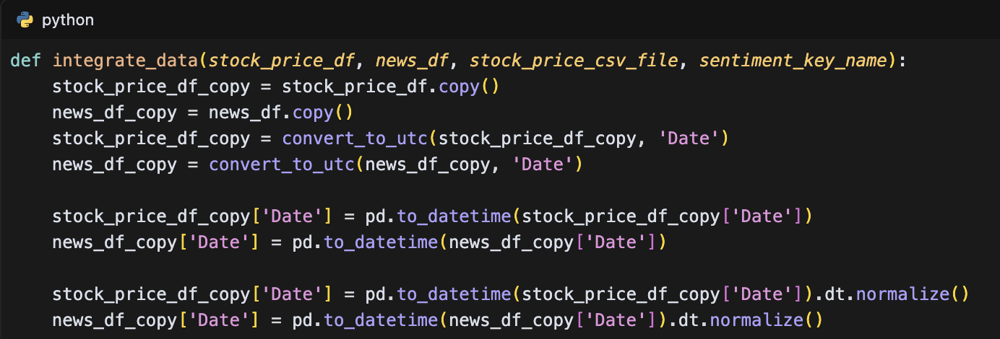 python
def integrate_data(stock_price_df, news_df, stock_price_csv_file, sentiment_key_name):
    stock_price_df_copy = stock_price_df.copy()
    news_df_copy = news_df.copy()
    stock_price_df_copy = convert_to_utc(stock_price_df_copy, 'Date')
    news_df_copy = convert_to_utc(news_df_copy, 'Date')
    stock_price_df_copy['Date'] = pd.to_datetime(stock_price_df_copy['Date'])
    news_df_copy['Date'] = pd.to_datetime(news_df_copy['Date'])
    stock_price_df_copy['Date'] = pd.to_datetime(stock_price_df_copy['Date']).dt.normalize()
    news_df_copy['Date'] = pd.to_datetime(news_df_copy['Date']).dt.normalize()